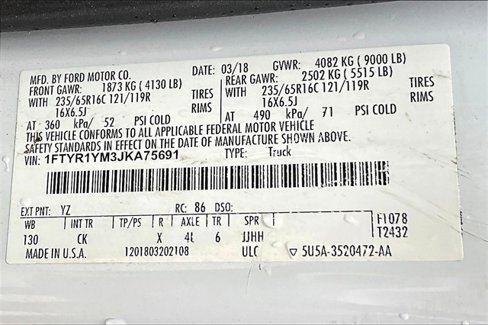 MFD. BY FORD MOTOR CO.
DATE: 03/18 GVWR: 4082 KG ( 9000 LB)
FRONT GAWR: 1873 KG ( 4130 LB) REAR GAWR: 2502 KG ( 5515 LB)
WITH 235/65R16C 121/119R TIRES WITH 235/65R16C 121/119R TIRES
16X6.5J RIMS 16X6.5J RIMS
AT 360 kPa/ 52 PSI COLD AT 490 kPa/ 71 PSI COLD
THIS VEHICLE CONFORMS TO ALL APPLICABLE FEDERAL MOTOR VEHICLE
SAFETY STANDARDS IN EFFECT ON THE DATE OF MANUFACTURE SHOWN ABOVE.
VIN: 1FTYR1YM3JKA75691 TYPE: Truck
EXT PNT: YZ RC: 86 DSO:
WB INT TR TP/PS R AXLE TR SPR F1078
130 CK X 4L 6 JJHH T2432
MADE IN U.S.A. 1201803202108 ULC ▽ 5U5A-3520472-AA